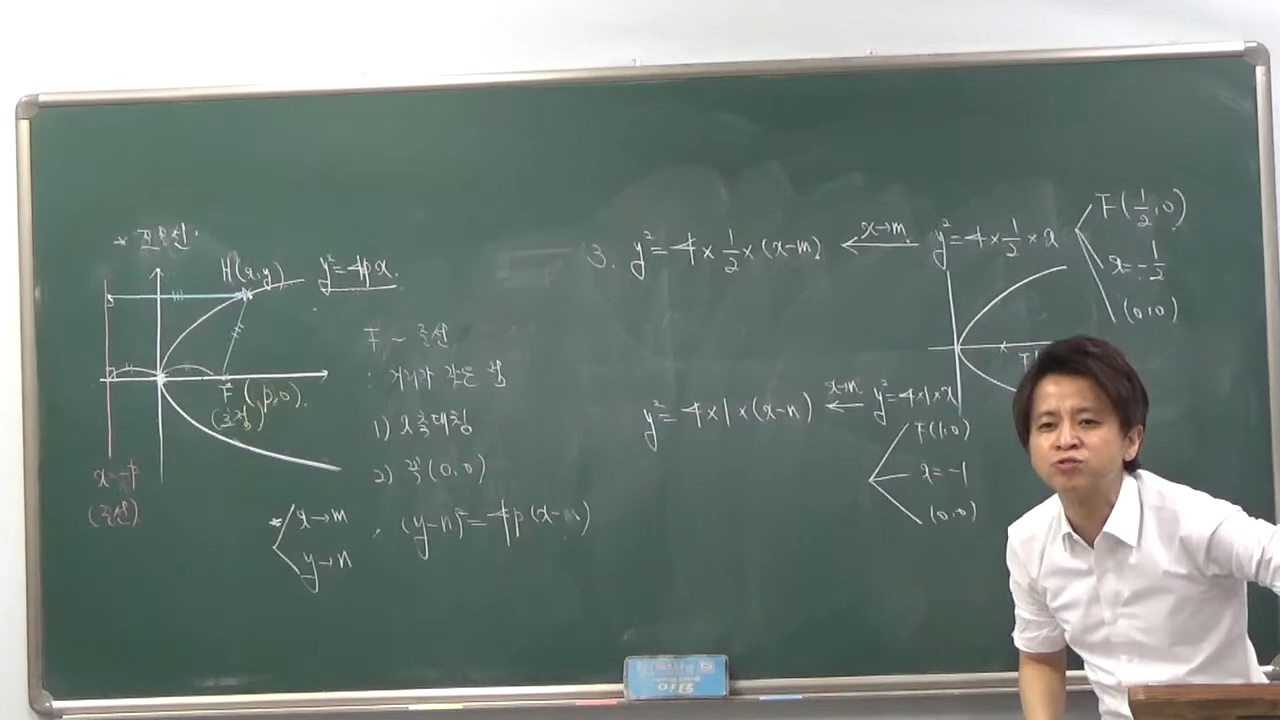 * 포물선
H(x,y)
y²=4px.
F ~ 준선
: 거리가 같은 점
F (p,0).
(초점)
1) x축대칭
2) 꼭(0,0)
x=-p
(준선)
* x→m
y→n
(y-n)²=4p(x-m)
3. y²=4×1/2×(x-m) ←x→m. y²=4×1/2×x
F(1/2,0)
x=-1/2
(0,0)
y²=4×1×(x-n) ←x→n. y²=4×1×x
F(1,0)
x=-1
(0,0)
Bio